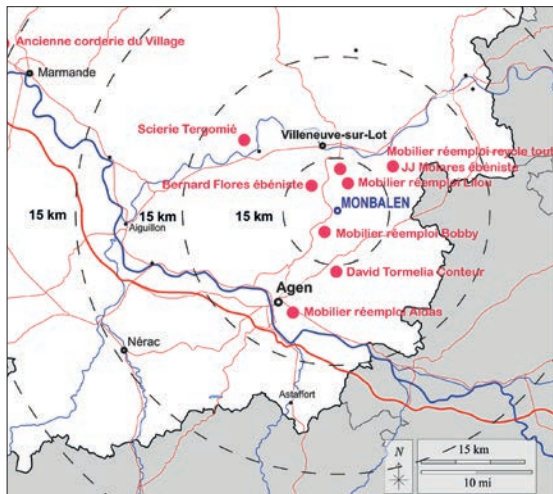 Ancienne corderie du Village
Marmande
Scierie Tergomié
Villeneuve-sur-Lot
Mobilier réemploi reycle tout
JJ Molares ébéniste
Bernard Flores ébéniste
Mobilier réemploi Lilou
MONBALEN
15 km
15 km
15 km
Aiguillon
Mobilier réemploi Bobby
David Tormelia Conteur
Agen
Mobilier réemploi Aldas
Nérac
Astaffort
N
15 km
10 mi